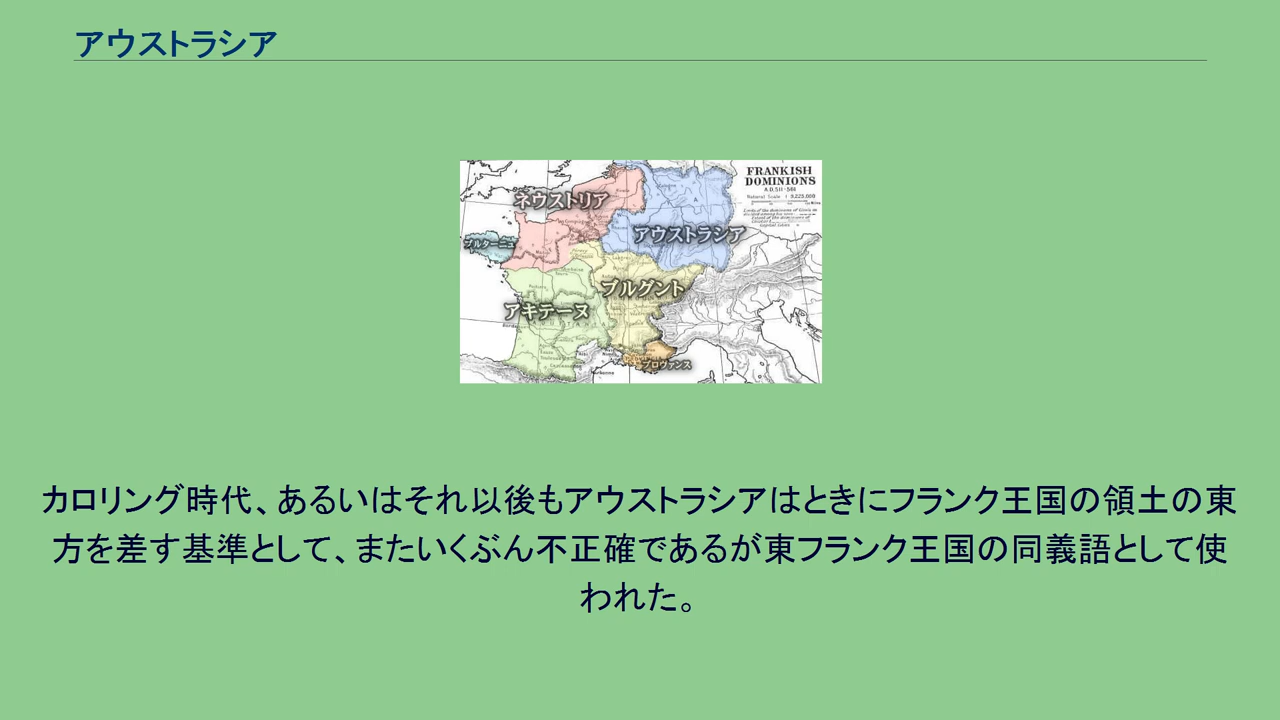 アウストラシア
FRANKISH
DOMINIONS
A.D. 511-561
Natural Scale
ネウストリア
アウストラシア
ブルターニュ
ブルグント
アキテーヌ
プロヴァンス
Narbonne
カロリング時代、あるいはそれ以後もアウストラシアはときにフランク王国の領土の東
方を差す基準として、またいくぶん不正確であるが東フランク王国の同義語として使
われた。